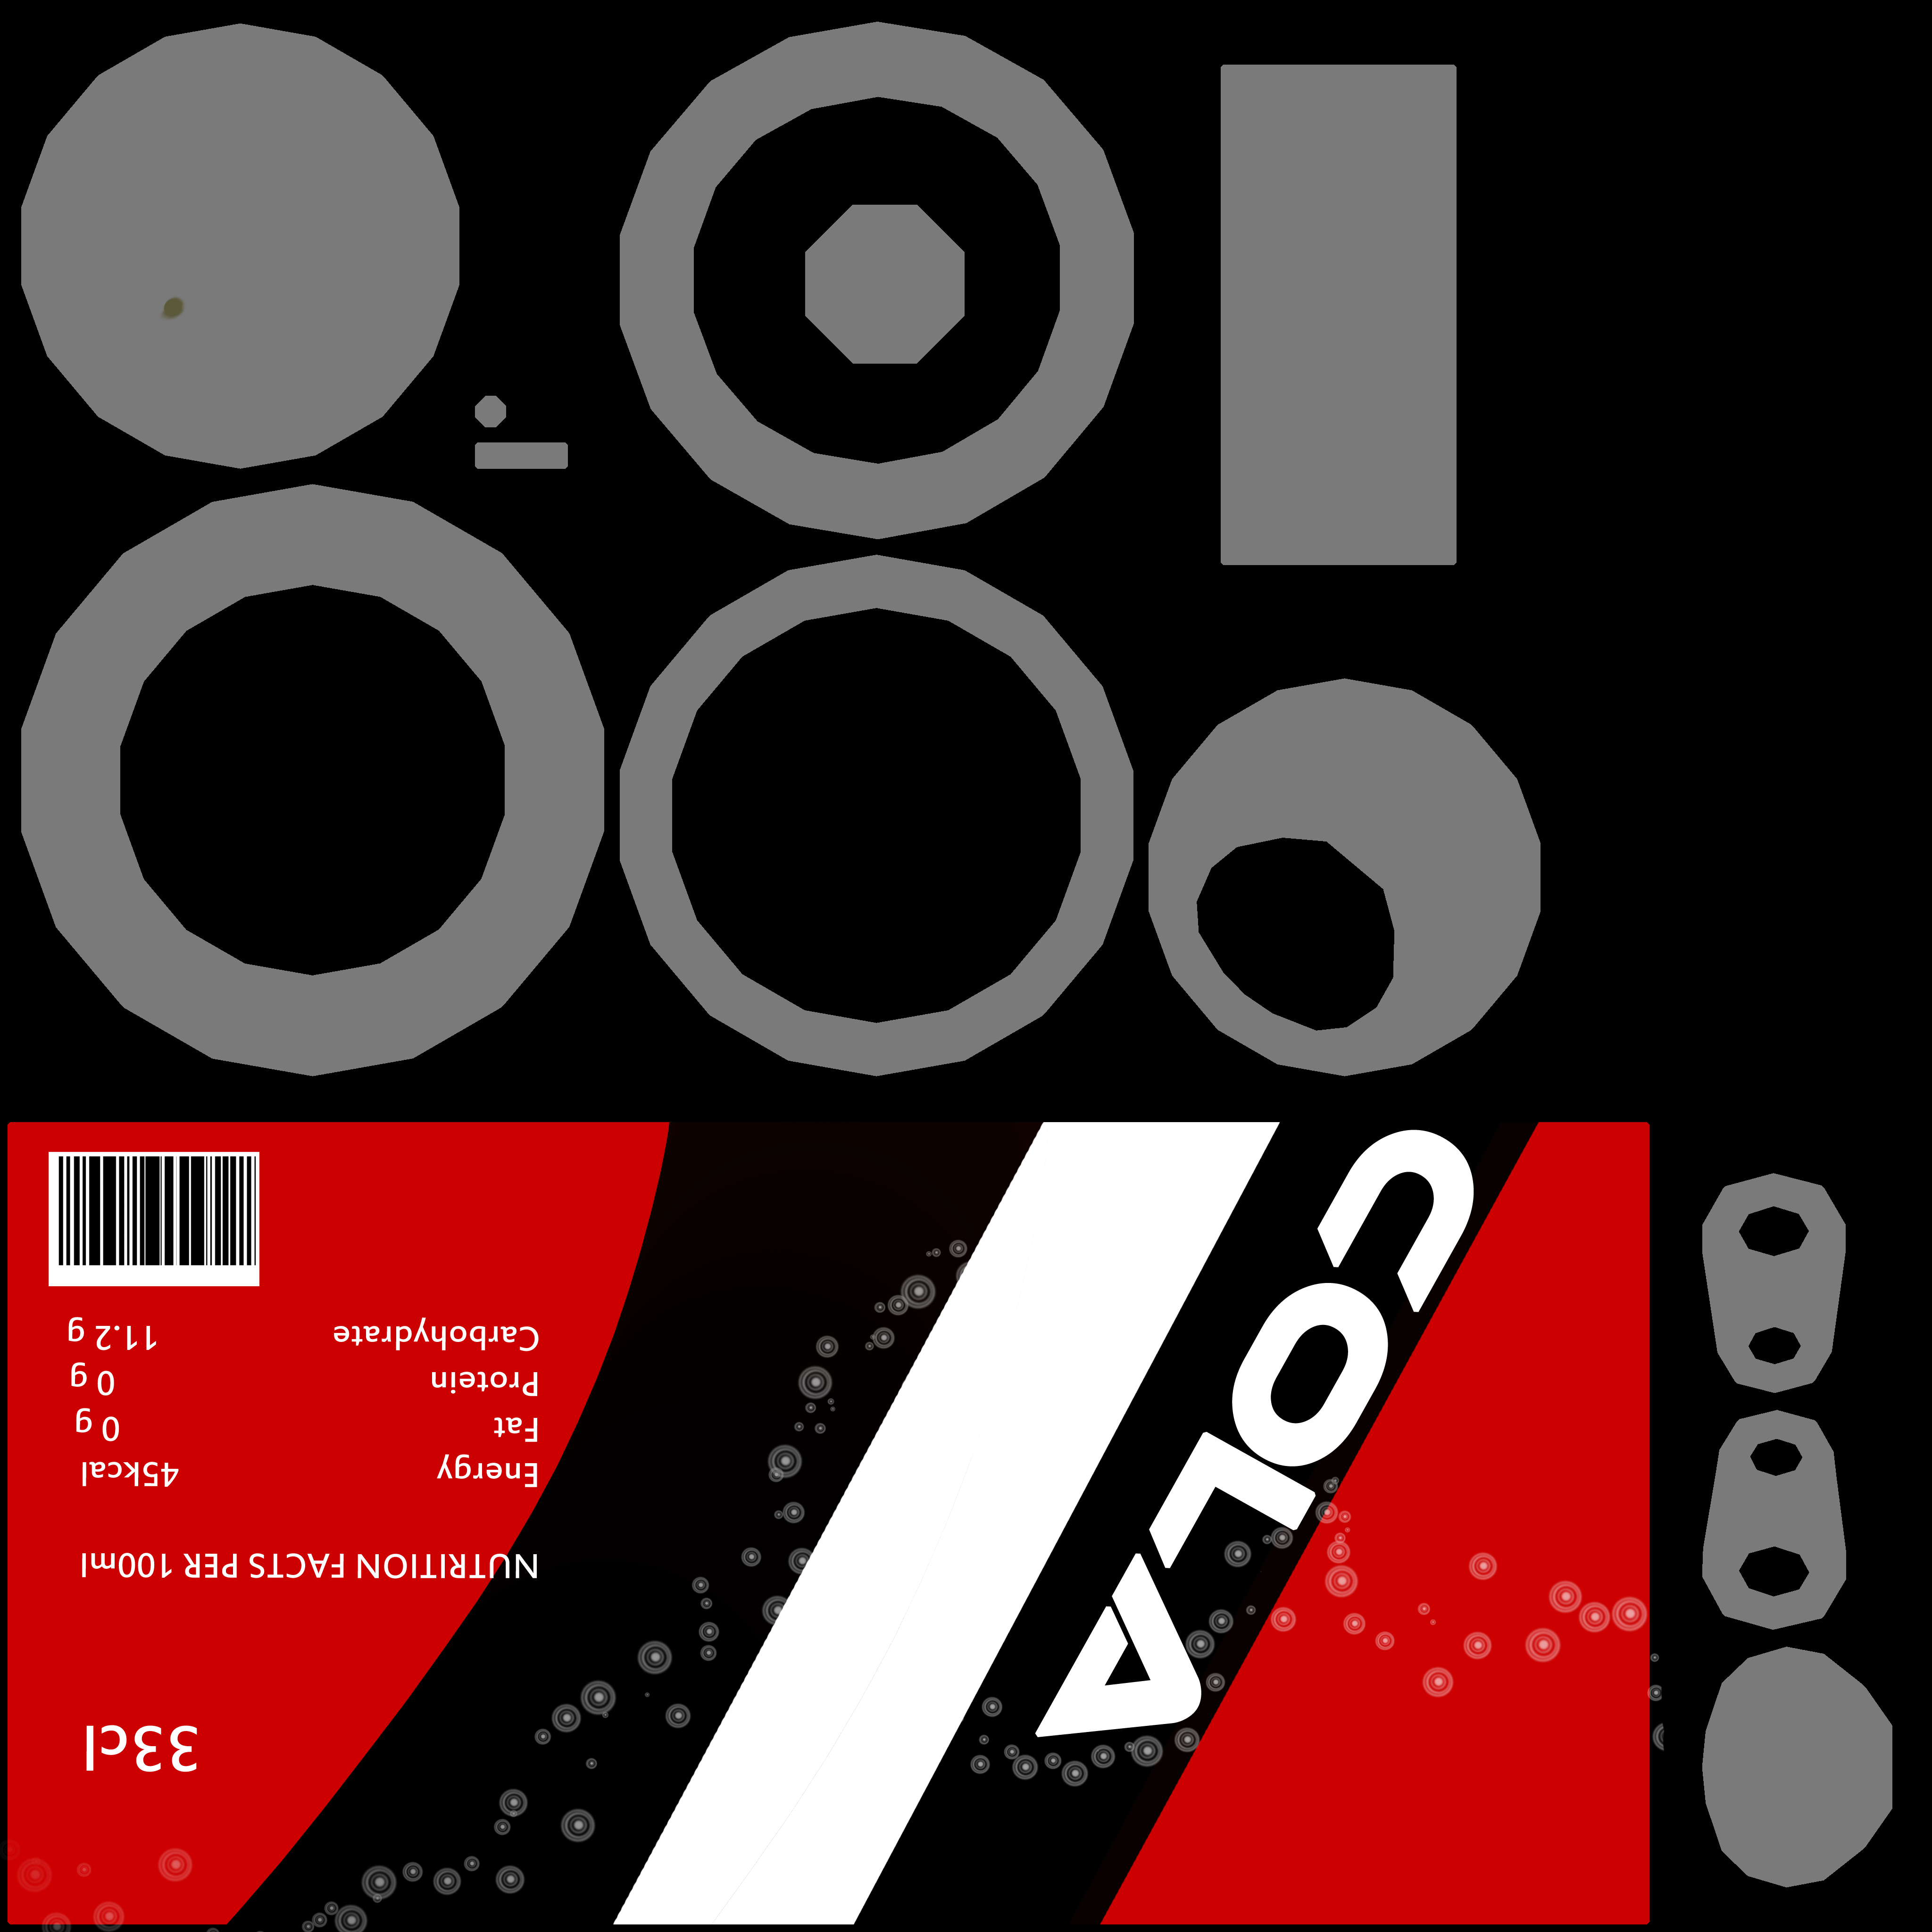 COLA
NUTRITION FACTS PER 100ml
Energy 45kcal
Fat 0 g
Protein 0 g
Carbohydrate 11.2 g
33cl